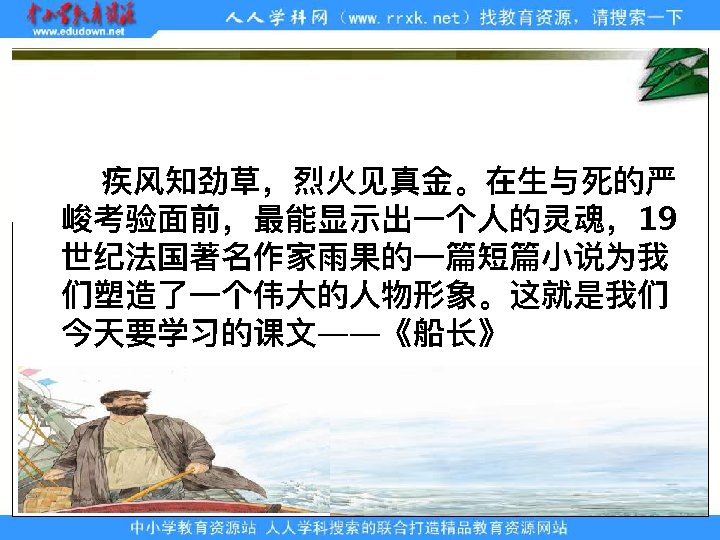 中小学教育资源
www.edudown.net
人人学科网（www.rrxk.net）找教育资源，请搜索一下
疾风知劲草，烈火见真金。在生与死的严
峻考验面前，最能显示出一个人的灵魂，19
世纪法国著名作家雨果的一篇短篇小说为我
们塑造了一个伟大的人物形象。这就是我们
今天要学习的课文——《船长》
中小学教育资源站 人人学科搜索的联合打造精品教育资源网站